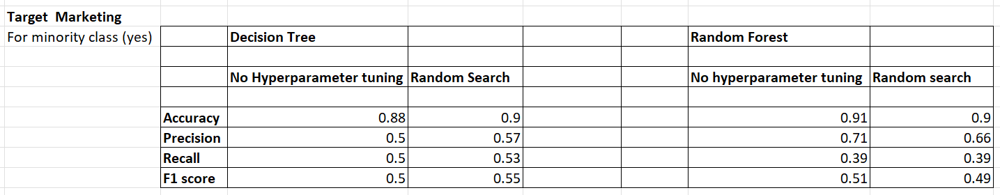 Target  Marketing
For minority class (yes) Decision Tree Random Forest
No Hyperparameter tuning Random Search No hyperparameter tuning Random search
Accuracy 0.88 0.9 0.91 0.9
Precision 0.5 0.57 0.71 0.66
Recall 0.5 0.53 0.39 0.39
F1 score 0.5 0.55 0.51 0.49